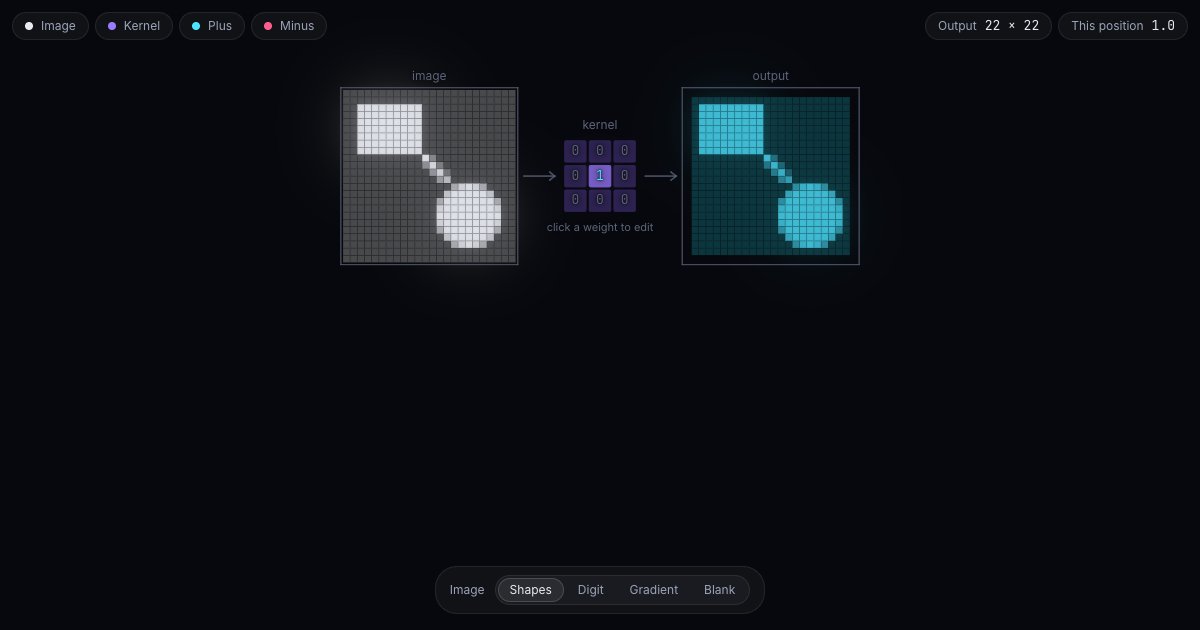 Image Kernel Plus Minus Output 22 × 22 This position 1.0
image output
kernel
0 0 0
0 1 0
0 0 0
click a weight to edit
Image Shapes Digit Gradient Blank